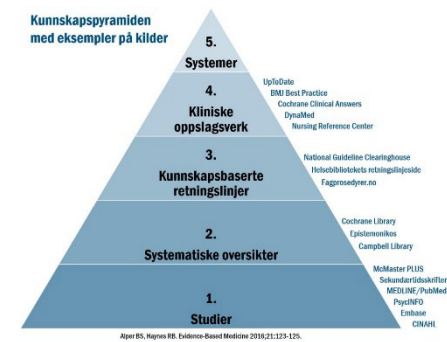 Kunnskapspyramiden
med eksempler på kilder
5.
Systemer
4.
Kliniske
oppslagsverk
UpToDate
BMJ Best Practice
Cochrane Clinical Answers
DynaMed
Nursing Reference Center
3.
Kunnskapsbaserte
retningslinjer
National Guideline Clearinghouse
Helsebibliotekets retningslinjeside
Fagprosedyrer.no
2.
Systematiske oversikter
Cochrane Library
Epistemonikos
Campbell Library
1.
Studier
McMaster PLUS
Sekundærtidsskrifter
MEDLINE/PubMed
PsycINFO
Embase
CINAHL
Alper BS, Haynes RB. Evidence-Based Medicine 2016;21:123-125.